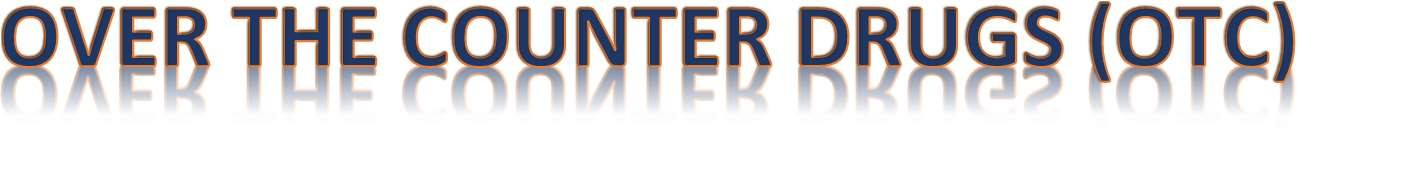 OVER THE COUNTER DRUGS (OTC)